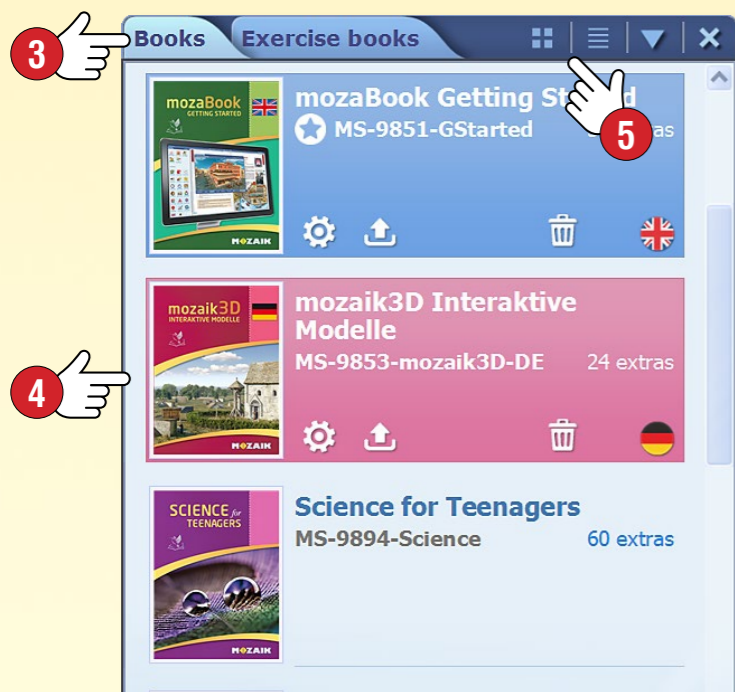 3
Books Exercise books
5
mozaBook
GETTING STARTED
MOZAIK
mozaBook Getting St d
MS-9851-GStarted as
4
mozaik3D
INTERAKTIVE MODELLE
MOZAIK
mozaik3D Interaktive
Modelle
MS-9853-mozaik3D-DE 24 extras
SCIENCE for
TEENAGERS
MOZAIK
Science for Teenagers
MS-9894-Science 60 extras